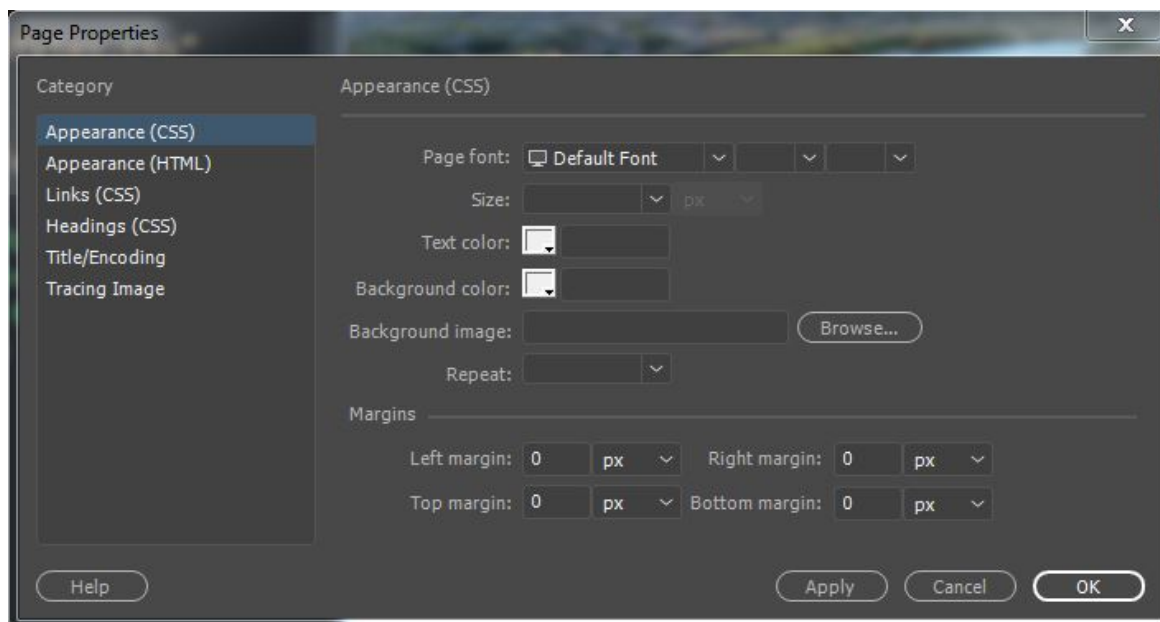 Page Properties
Category
Appearance (CSS)
Appearance (HTML)
Links (CSS)
Headings (CSS)
Title/Encoding
Tracing Image
Appearance (CSS)
Page font: Default Font
Size: px
Text color:
Background color:
Background image: Browse...
Repeat:
Margins
Left margin: 0 px Right margin: 0 px
Top margin: 0 px Bottom margin: 0 px
Help Apply Cancel OK